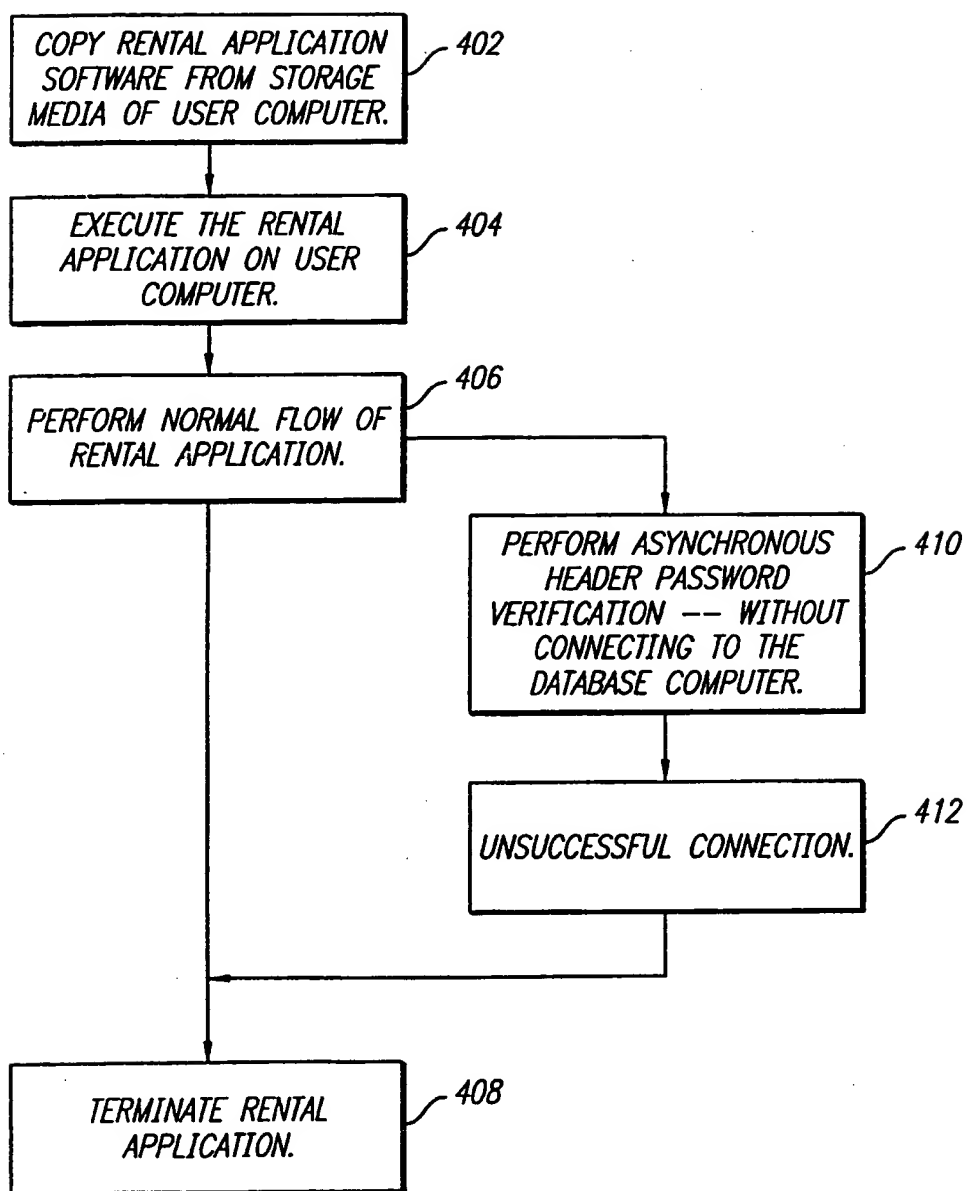 COPY RENTAL APPLICATION
SOFTWARE FROM STORAGE
MEDIA OF USER COMPUTER.
402
EXECUTE THE RENTAL
APPLICATION ON USER
COMPUTER.
404
PERFORM NORMAL FLOW OF
RENTAL APPLICATION.
406
PERFORM ASYNCHRONOUS
HEADER PASSWORD
VERIFICATION -- WITHOUT
CONNECTING TO THE
DATABASE COMPUTER.
410
UNSUCCESSFUL CONNECTION.
412
TERMINATE RENTAL
APPLICATION.
408